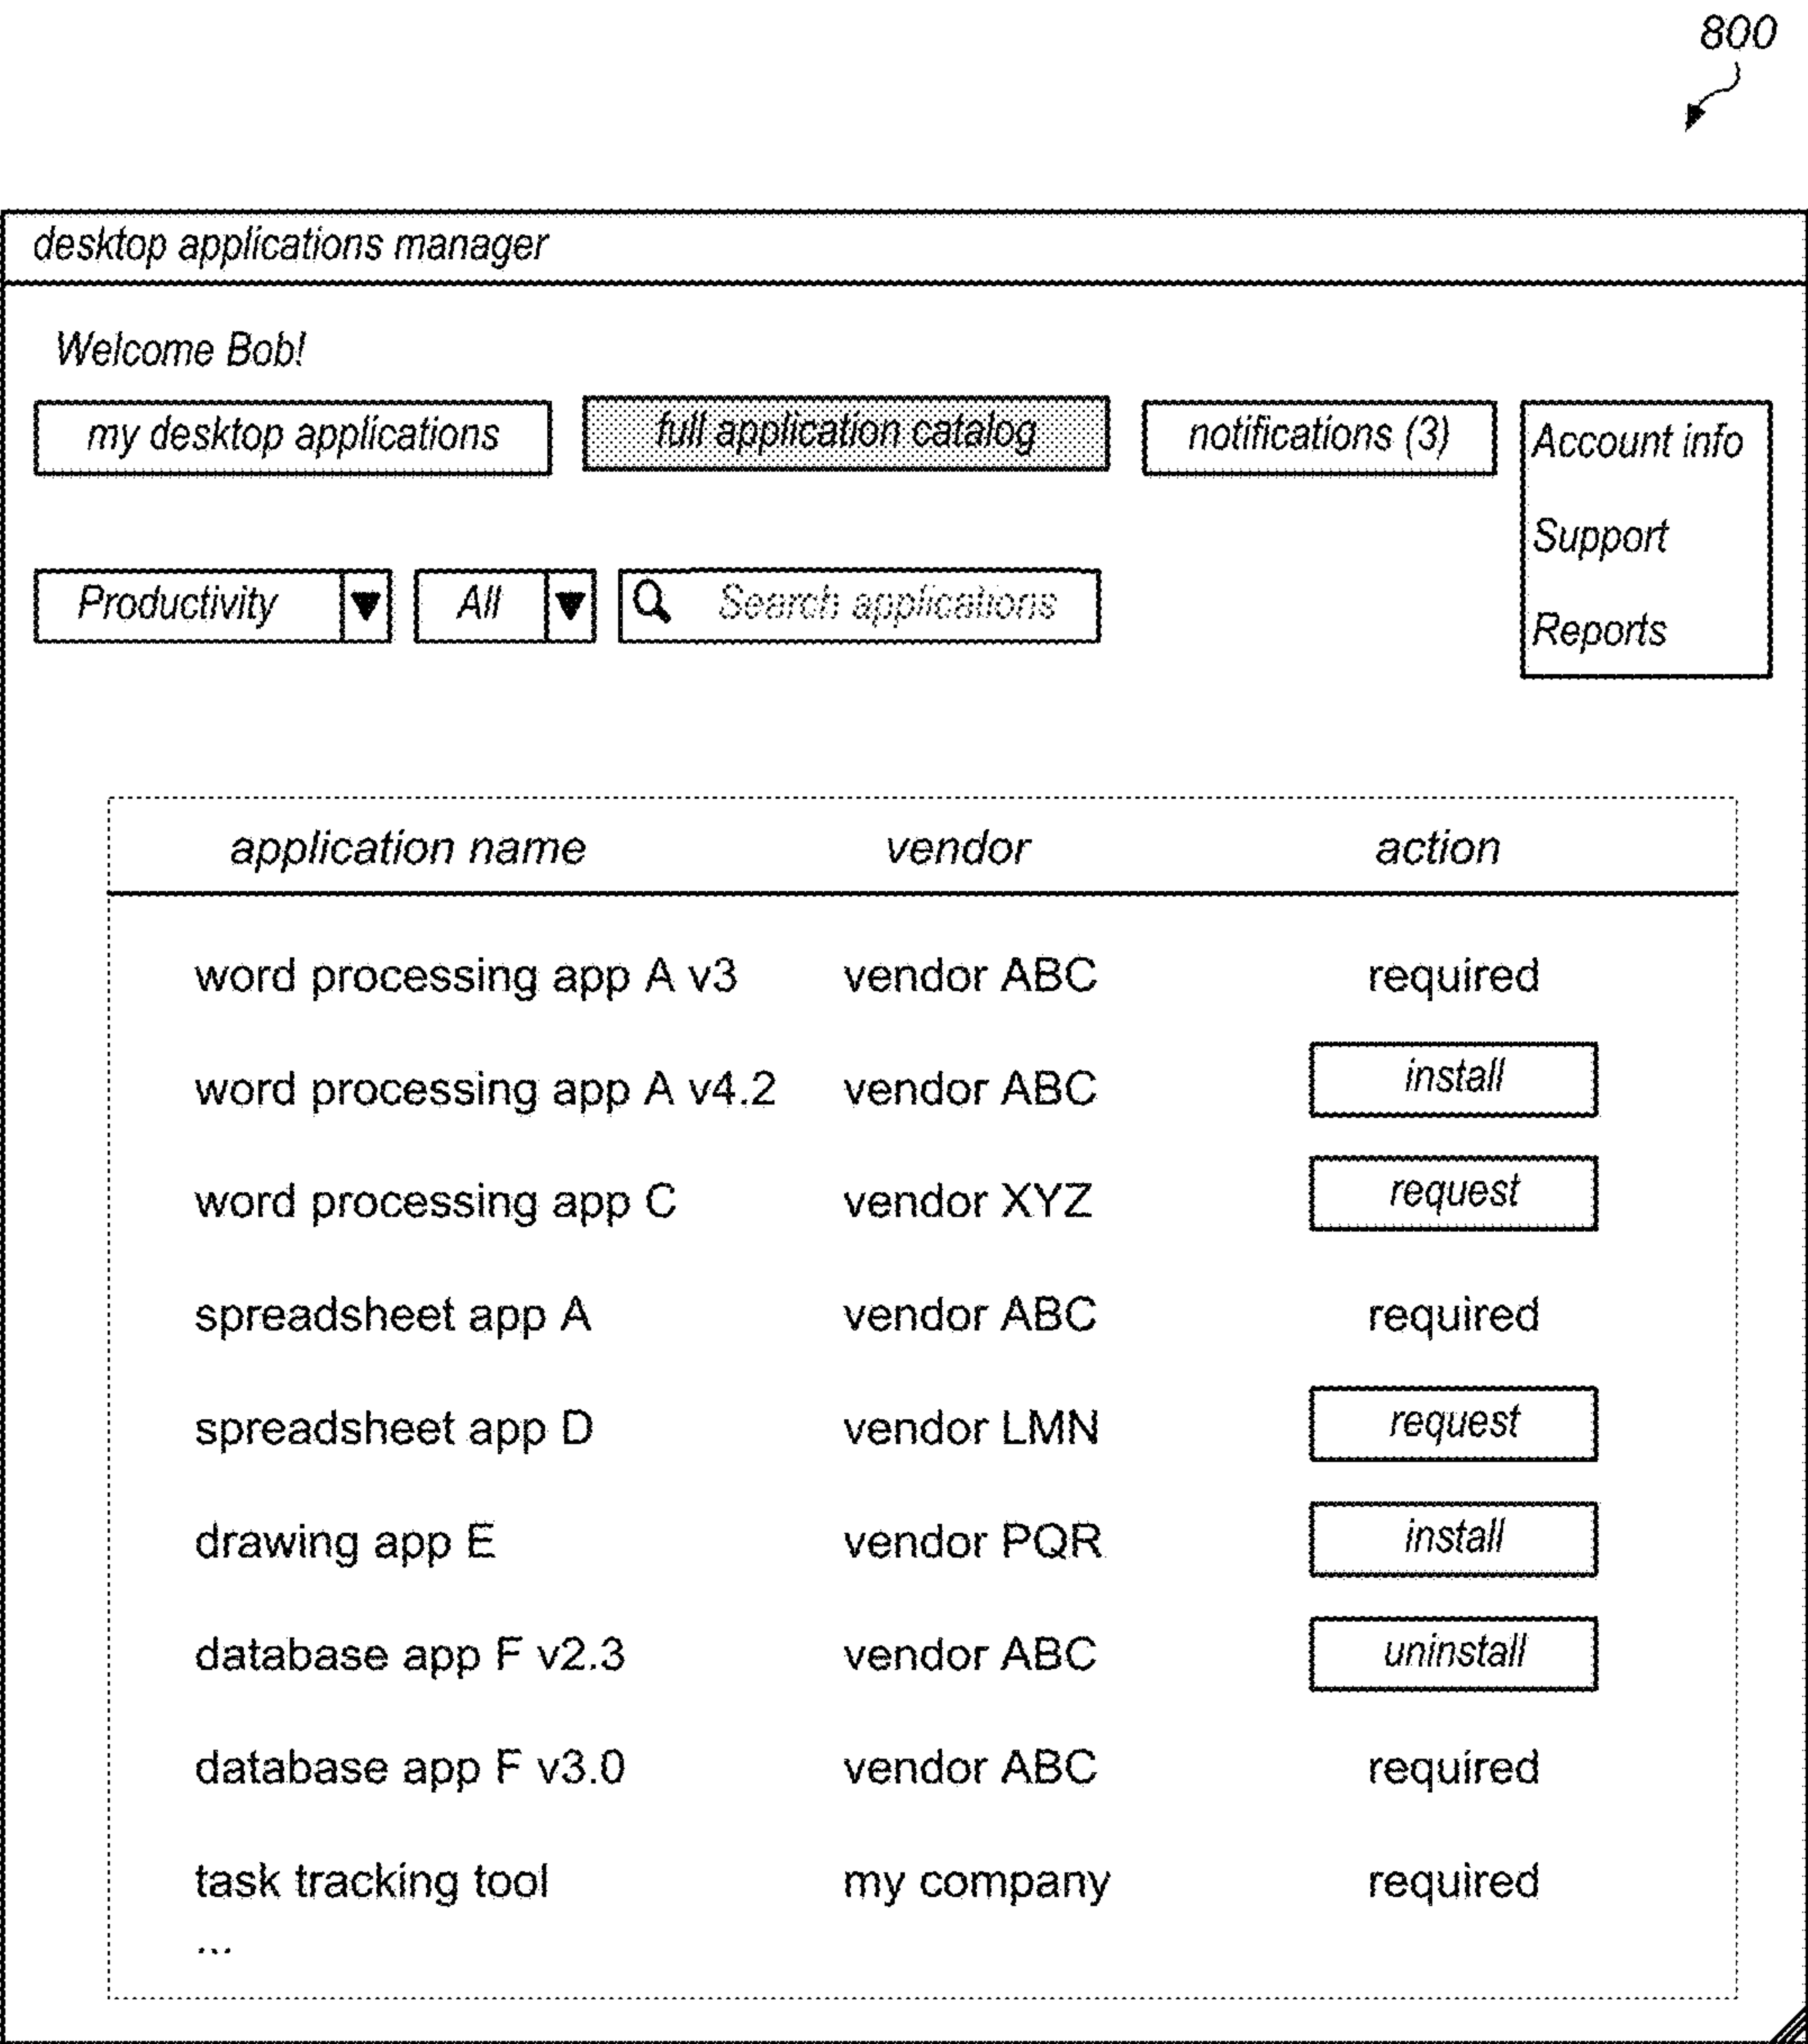 800
desktop applications manager
Welcome Bob!
my desktop applications full application catalog notifications (3) Account info
Support
Productivity All Search applications
Reports
application name vendor action
word processing app A v3 vendor ABC required
word processing app A v4.2 vendor ABC install
word processing app C vendor XYZ request
spreadsheet app A vendor ABC required
spreadsheet app D vendor LMN request
drawing app E vendor PQR install
database app F v2.3 vendor ABC uninstall
database app F v3.0 vendor ABC required
task tracking tool my company required
...